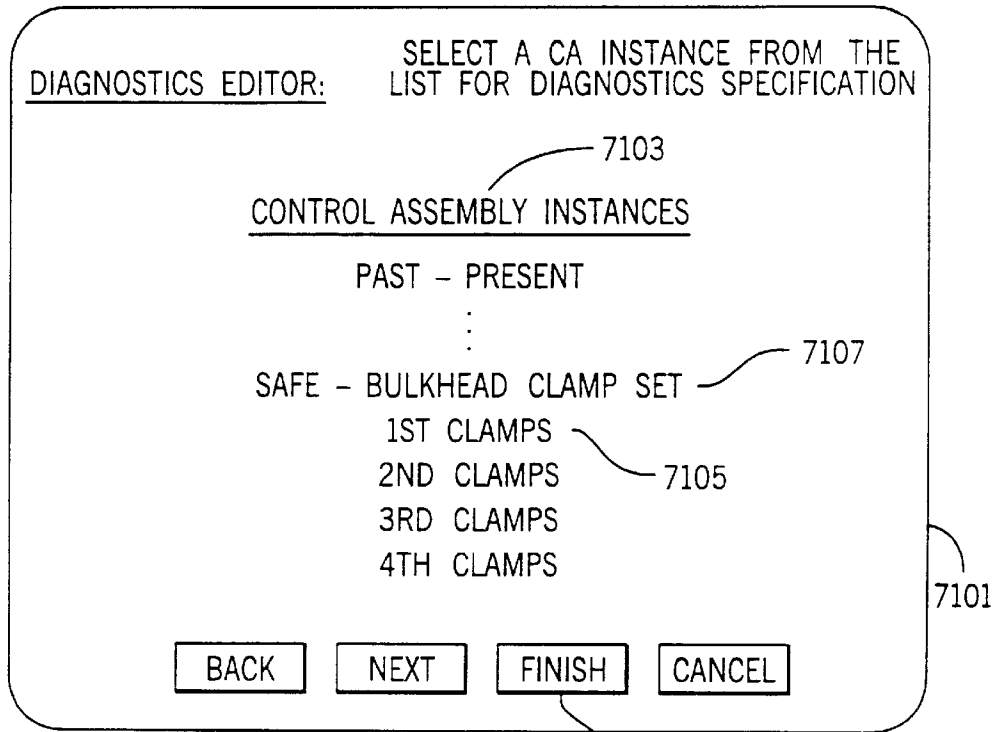 SELECT A CA INSTANCE FROM THE
DIAGNOSTICS EDITOR: LIST FOR DIAGNOSTICS SPECIFICATION
7103
CONTROL ASSEMBLY INSTANCES
PAST – PRESENT
7107
SAFE – BULKHEAD CLAMP SET
1ST CLAMPS
7105
2ND CLAMPS
3RD CLAMPS
4TH CLAMPS
7101
BACK NEXT FINISH CANCEL